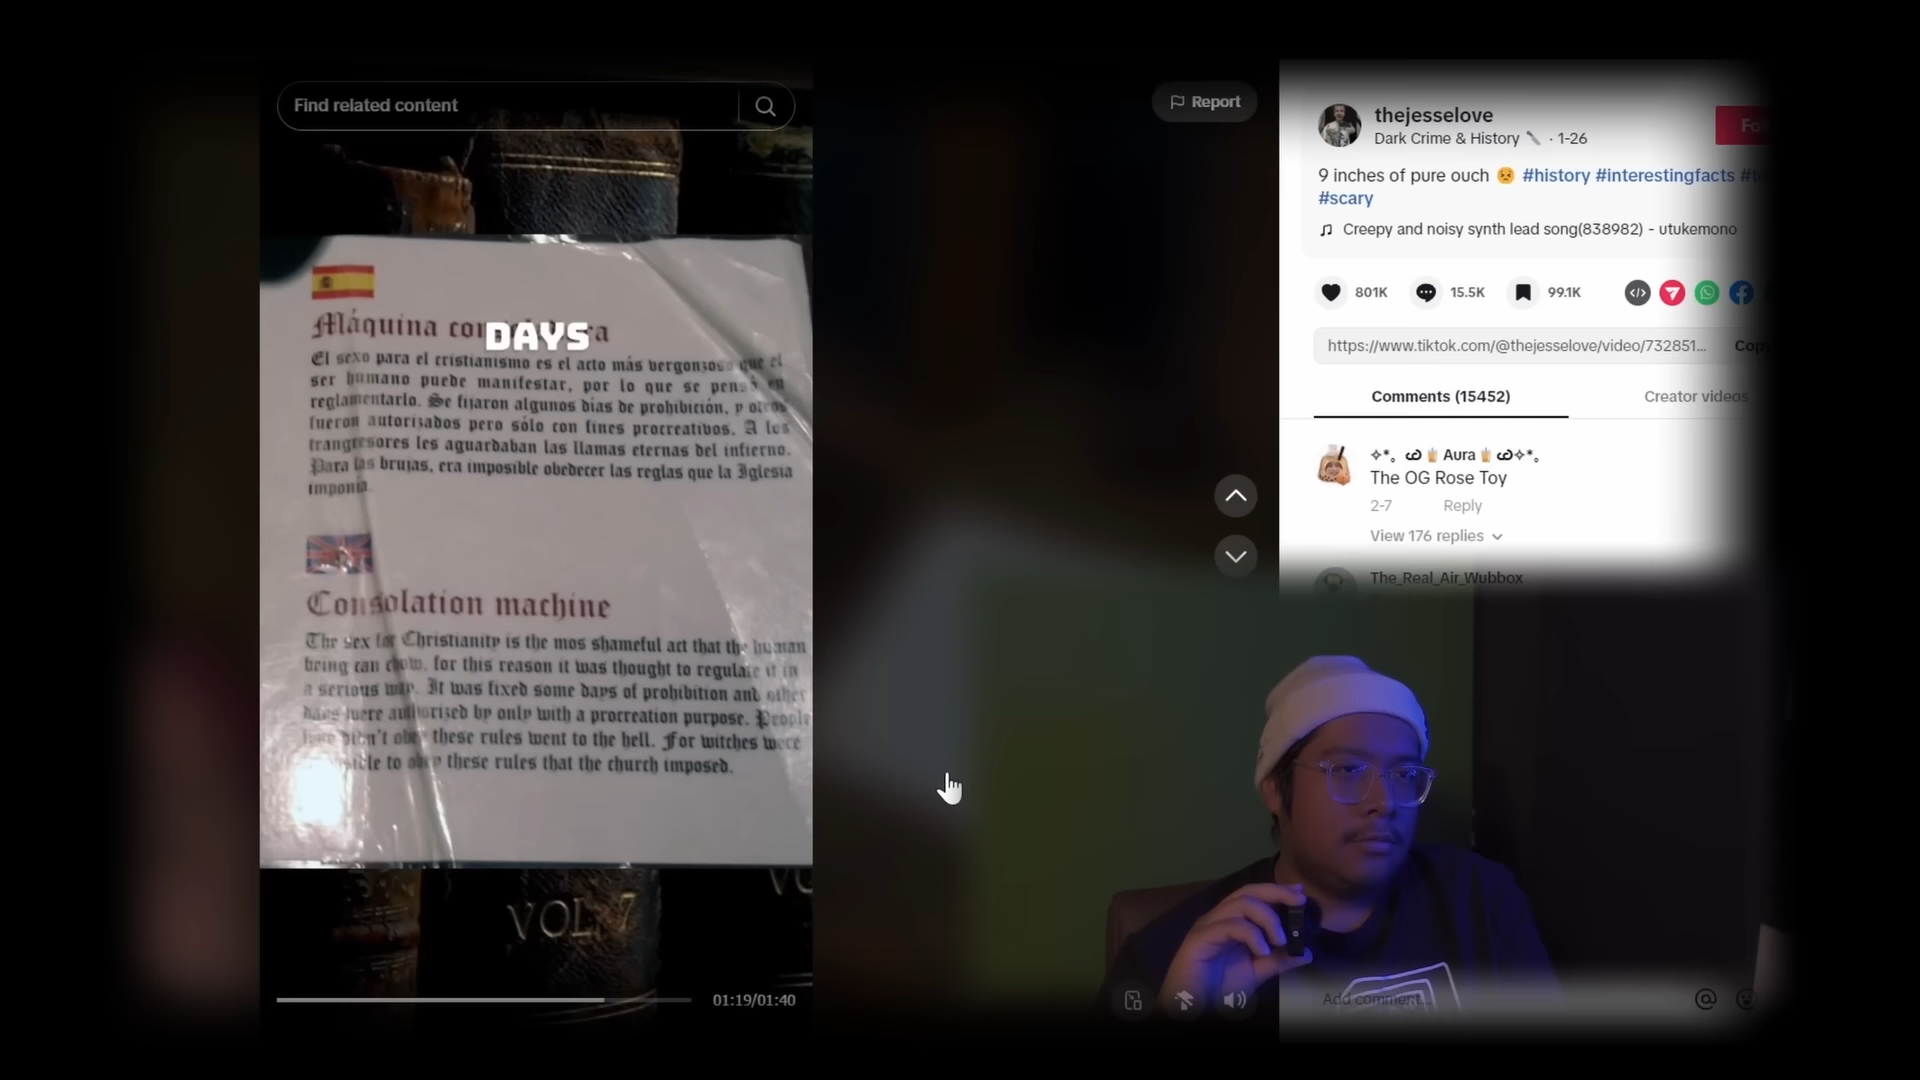 Find related content
Máquina
DAYS
El sexo para el cristianismo es el acto más vergonzoso que el
ser humano puede manifestar, por lo que se pensó en
reglamentarlo. Se fijaron algunos días de prohibición, y otros
fueron autorizados pero sólo con fines procreativos. A los
trangresores les aguardaban las llamas eternas del infierno.
Para las brujas, era imposible obedecer las reglas que la Iglesia
imponía.
Consolation machine
The sex for Christianity is the mos shameful act that the human
being can show, for this reason it was thought to regulate it in
a serious way. It was fixed some days of prohibition and other
days were authorized by only with a procreation purpose. People
didn't obey these rules went to the hell. For witches were
to obey these rules that the church imposed.
VOL. 7
01:19/01:40
Report
thejesselove
Dark Crime & History 🔪 · 1-26
9 inches of pure ouch 😣 #history #interestingfacts
#scary
Creepy and noisy synth lead song(838982) - utukemono
801K 15.5K 99.1K
https://www.tiktok.com/@thejesselove/video/732851...
Comments (15452) Creator videos
Aura
The OG Rose Toy
2-7 Reply
View 176 replies
The_Real_Air_Wubbox
Add comment...